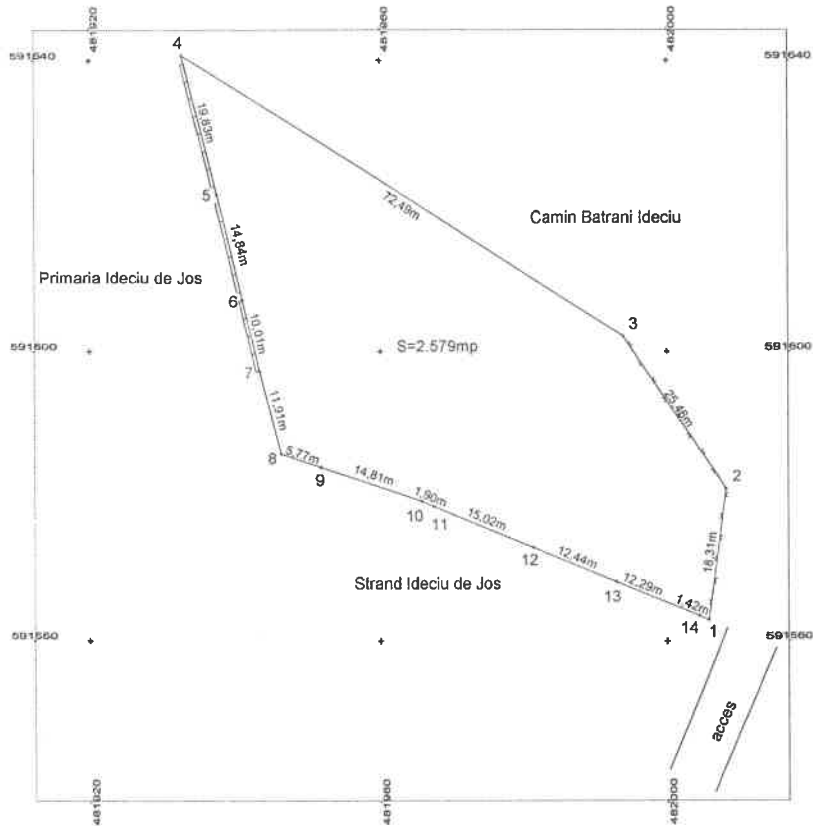 481920
481960
482000
4
591640
591640
19,83m
5
72,49m
Camin Batrani Ideciu
14,84m
Primaria Ideciu de Jos
6
10,01m
3
S=2.579mp
591600
7
25,46m
11,91m
8
5,77m
9
14,81m
2
1,90m
10
11
15,02m
18,31m
12
12,44m
Strand Ideciu de Jos
13
12,29m
1,42m
14
1
591560
591560
acces
481920
481960
482000